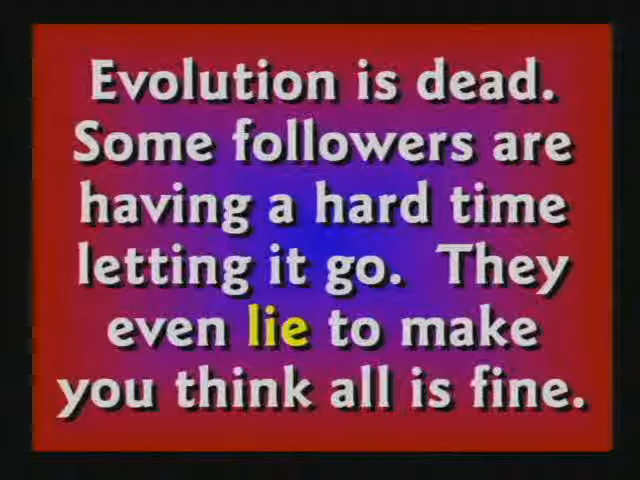 Evolution is dead.
Some followers are
having a hard time
letting it go. They
even lie to make
you think all is fine.